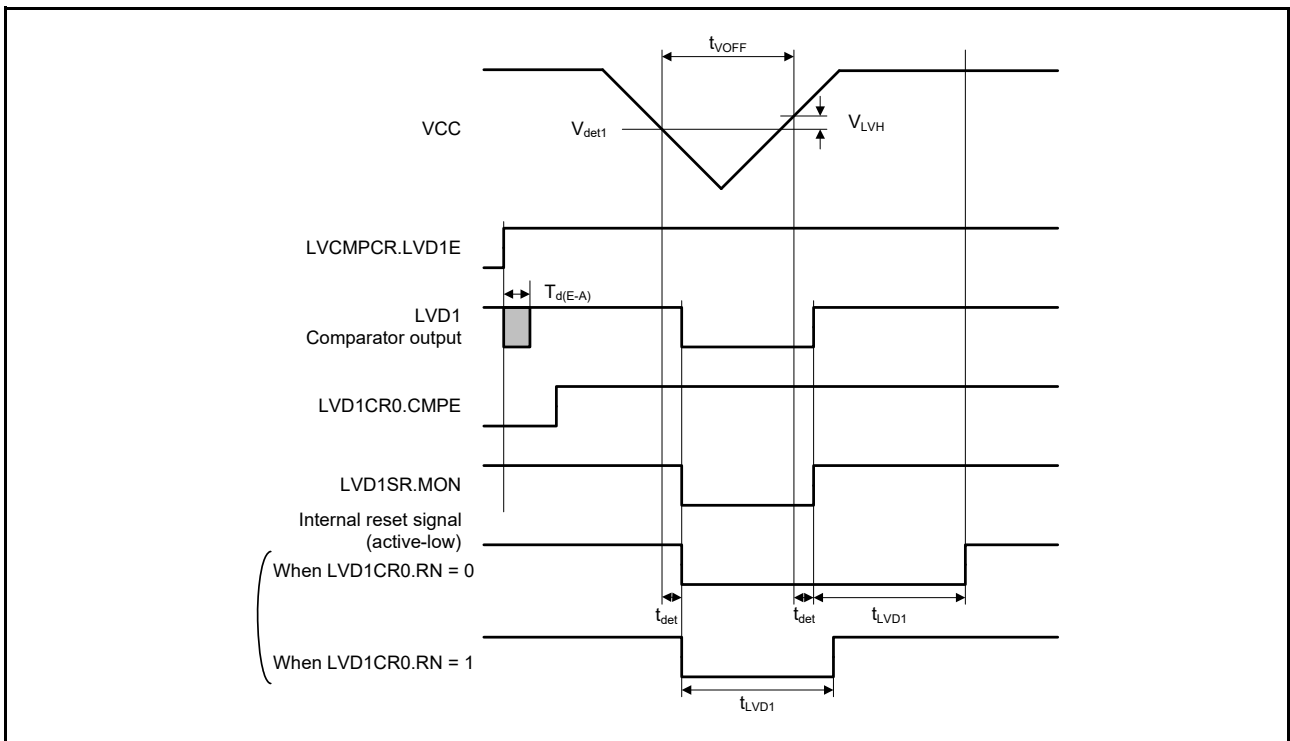 tVOFF
VCC
Vdet1
VLVH
LVCMPCR.LVD1E
Td(E-A)
LVD1
Comparator output
LVD1CR0.CMPE
LVD1SR.MON
Internal reset signal
(active-low)
When LVD1CR0.RN = 0
tdet
tdet
tLVD1
When LVD1CR0.RN = 1
tLVD1